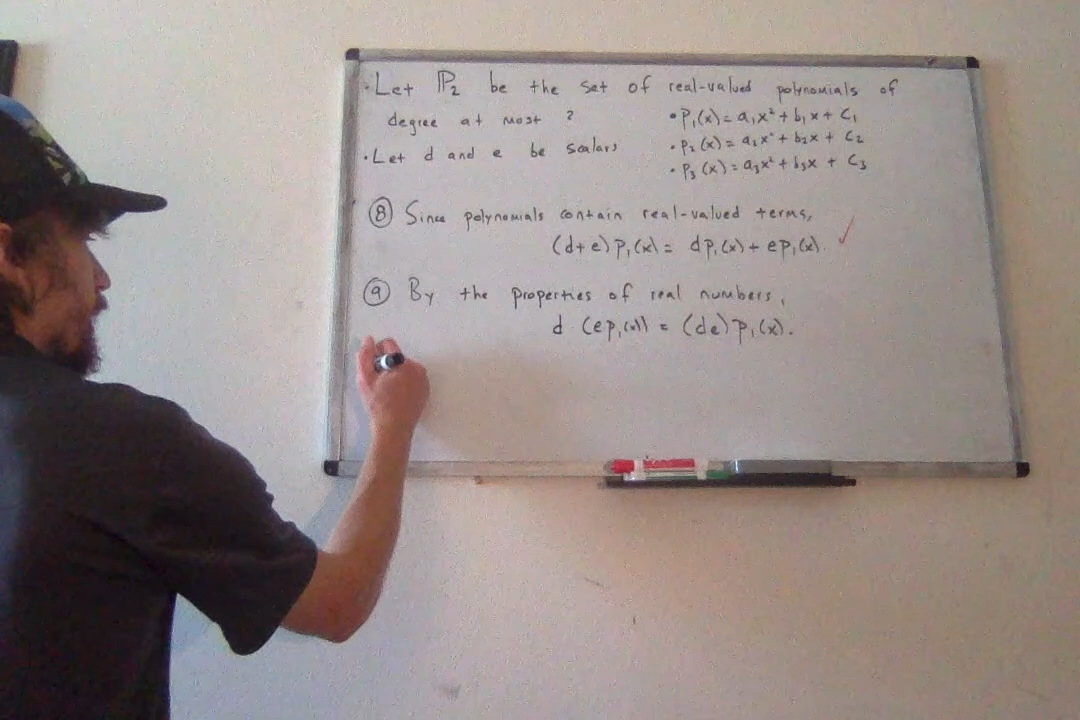 · Let ℙ₂ be the set of real-valued polynomials of
degree at most 2
· p₁(x) = a₁x² + b₁x + c₁
· Let d and e be scalars
· p₂(x) = a₂x² + b₂x + c₂
· p₃(x) = a₃x² + b₃x + c₃
⑧ Since polynomials contain real-valued terms,
(d+e) p₁(x) = dp₁(x) + ep₁(x). ✓
⑨ By the properties of real numbers,
d (ep₁(x)) = (de) p₁(x).